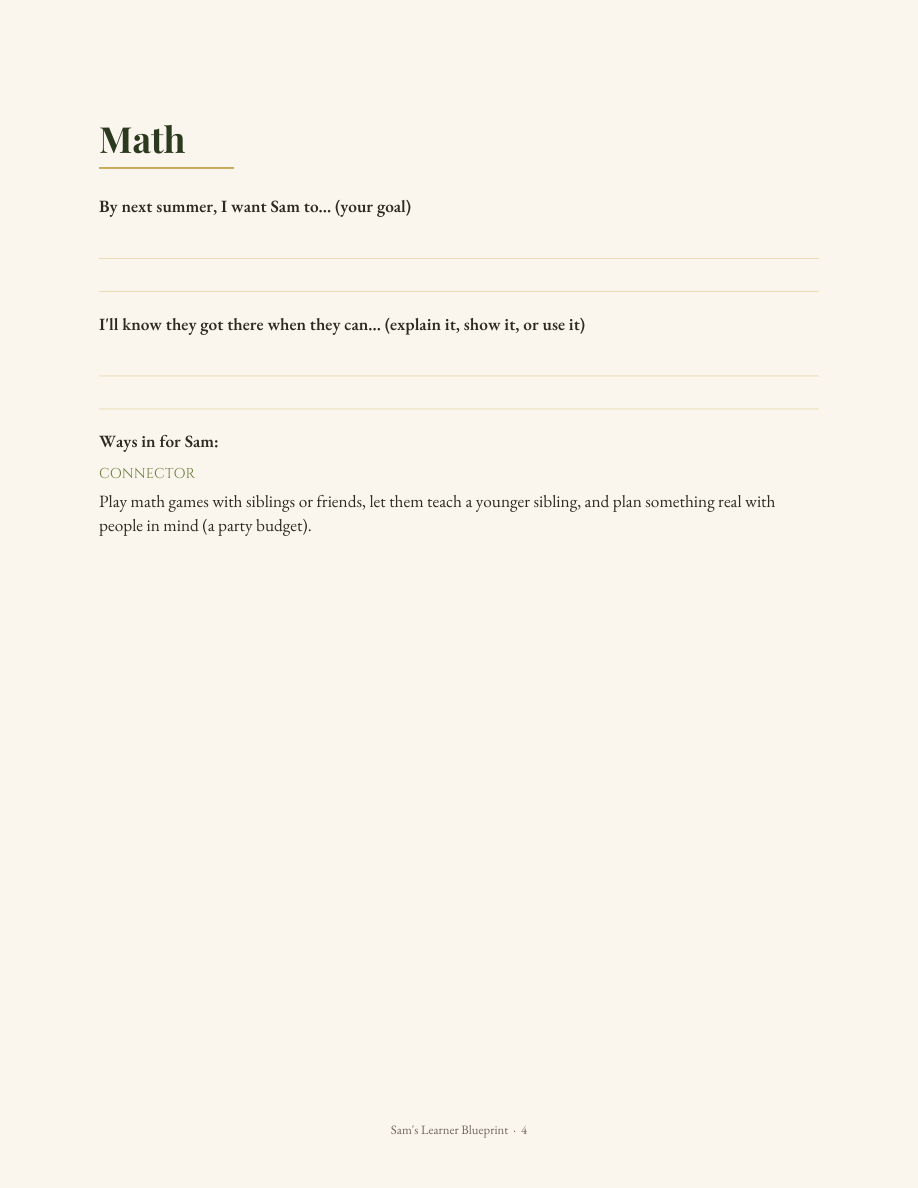 Math
By next summer, I want Sam to... (your goal)
I'll know they got there when they can... (explain it, show it, or use it)
Ways in for Sam:
CONNECTOR
Play math games with siblings or friends, let them teach a younger sibling, and plan something real with
people in mind (a party budget).
Sam's Learner Blueprint · 4